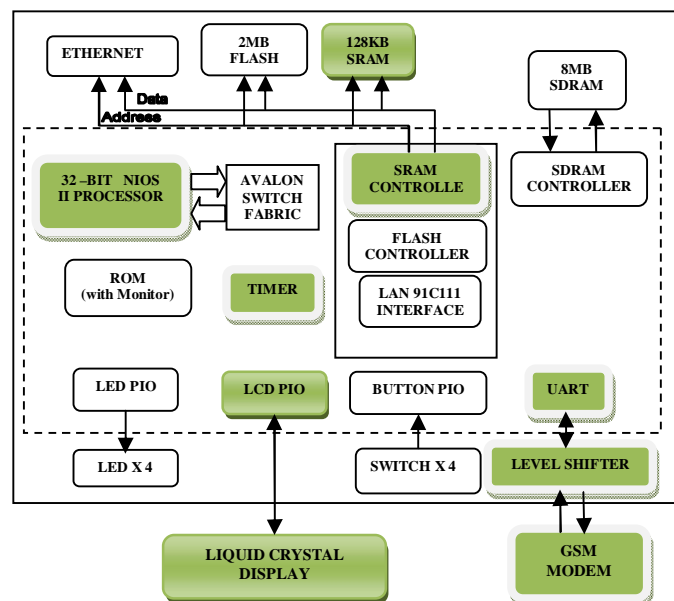 ETHERNET
2MB
FLASH
128KB
SRAM
8MB
SDRAM
Data
Address
32 –BIT NIOS
II PROCESSOR
AVALON
SWITCH
FABRIC
SRAM
CONTROLLE
SDRAM
CONTROLLER
FLASH
CONTROLLER
ROM
(with Monitor)
TIMER
LAN 91C111
INTERFACE
LED PIO
LCD PIO
BUTTON PIO
UART
LED X 4
SWITCH X 4
LEVEL SHIFTER
LIQUID CRYSTAL
DISPLAY
GSM
MODEM